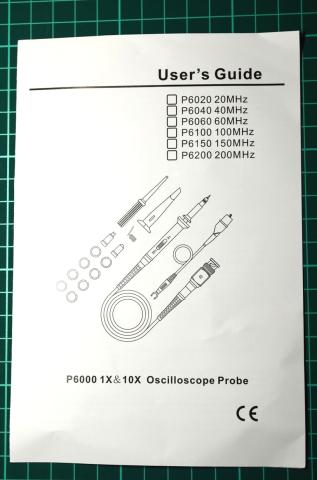 User's Guide
P6020 20MHz
P6040 40MHz
P6060 60MHz
P6100 100MHz
P6150 150MHz
P6200 200MHz
P6000 1X&10X Oscilloscope Probe
CE